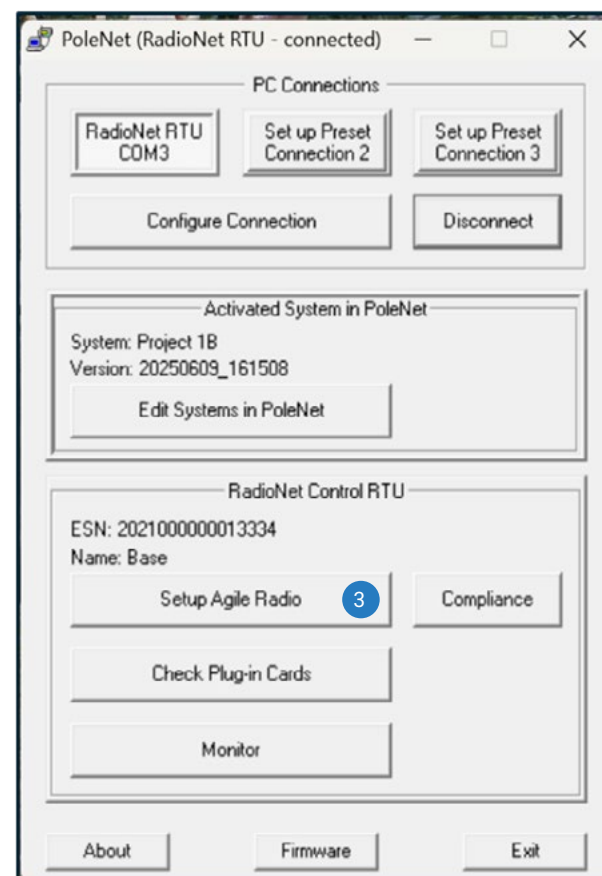 PoleNet (RadioNet RTU - connected)
PC Connections
RadioNet RTU
COM3
Set up Preset
Connection 2
Set up Preset
Connection 3
Configure Connection
Disconnect
Activated System in PoleNet
System: Project 1B
Version: 20250609_161508
Edit Systems in PoleNet
RadioNet Control RTU
ESN: 2021000000013334
Name: Base
Setup Agile Radio 3
Compliance
Check Plug-in Cards
Monitor
About
Firmware
Exit